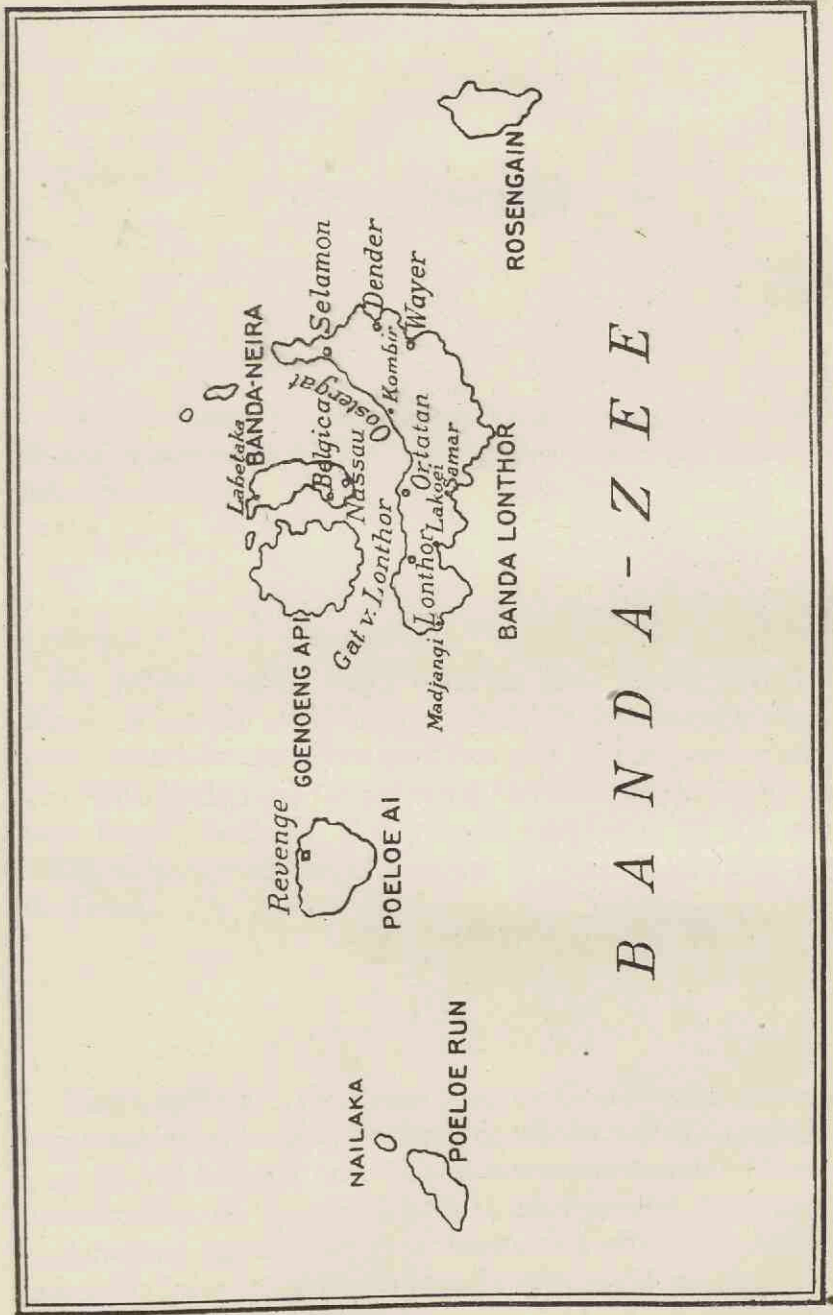 NAILAKA
POELOE RUN
Revenge
POELOE AI
GOENOENG API
Labetaka
BANDA-NEIRA
Belgica
Nassau
Gat v. Lonthor
Oostergat
Selamon
Dender
Kombir
Wayer
Ortatan
Lonthor
Lakoei
Samar
Madjangi
BANDA LONTHOR
ROSENGAIN
BANDA-ZEE